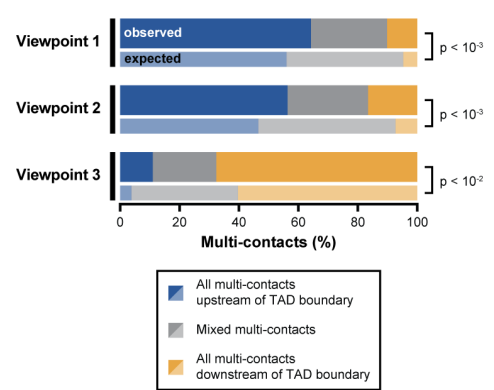 Viewpoint 1
observed
expected
p < 10-3
Viewpoint 2
p < 10-3
Viewpoint 3
p < 10-2
0 20 40 60 80 100
Multi-contacts (%)
All multi-contacts
upstream of TAD boundary
Mixed multi-contacts
All multi-contacts
downstream of TAD boundary